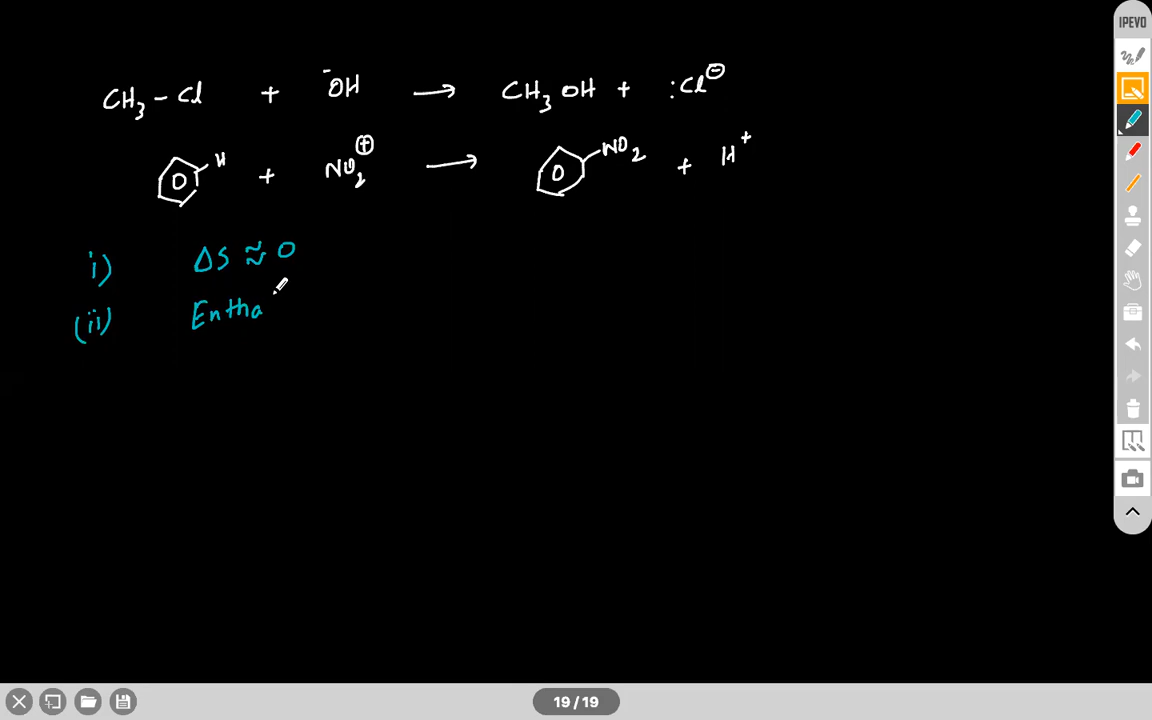 IPEVO
CH₃ – Cl + ⁻OH → CH₃OH + :Cl⊖
H + NO₂⊕ → NO₂ + H⁺
i) ΔS ≈ 0
(ii) Entha
19 / 19